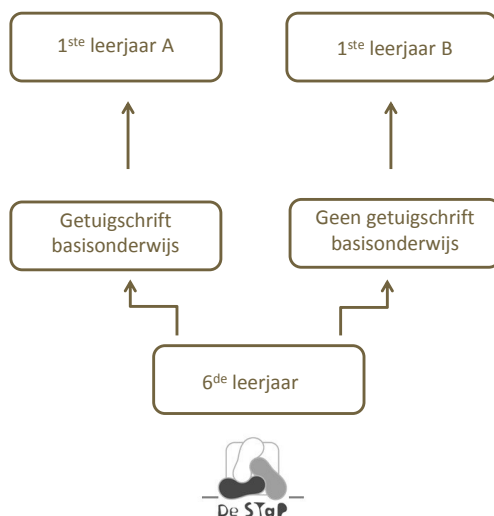 1ste leerjaar A
1ste leerjaar B
Getuigschrift
basisonderwijs
Geen getuigschrift
basisonderwijs
6de leerjaar
De STaP